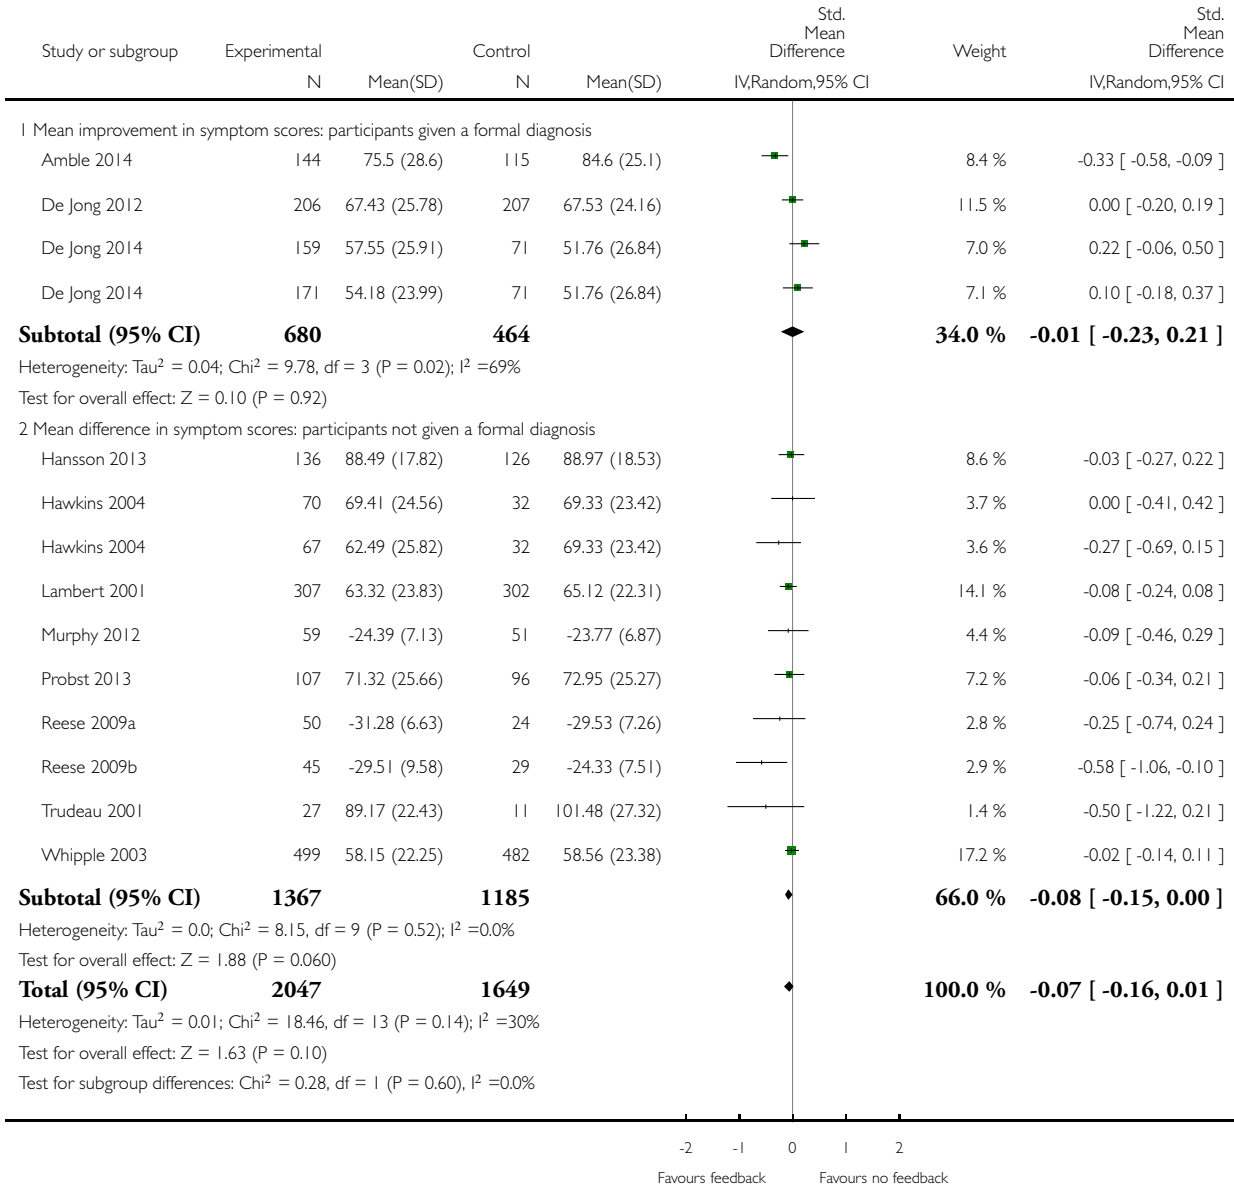 Std. Mean Difference Std. Mean Difference
Study or subgroup Experimental Control Weight
N Mean(SD) N Mean(SD) IV,Random,95% CI IV,Random,95% CI
1 Mean improvement in symptom scores: participants given a formal diagnosis
Amble 2014 144 75.5 (28.6) 115 84.6 (25.1) 8.4 % -0.33 [ -0.58, -0.09 ]
De Jong 2012 206 67.43 (25.78) 207 67.53 (24.16) 11.5 % 0.00 [ -0.20, 0.19 ]
De Jong 2014 159 57.55 (25.91) 71 51.76 (26.84) 7.0 % 0.22 [ -0.06, 0.50 ]
De Jong 2014 171 54.18 (23.99) 71 51.76 (26.84) 7.1 % 0.10 [ -0.18, 0.37 ]
Subtotal (95% CI) 680 464 34.0 % -0.01 [ -0.23, 0.21 ]
Heterogeneity: Tau² = 0.04; Chi² = 9.78, df = 3 (P = 0.02); I² =69%
Test for overall effect: Z = 0.10 (P = 0.92)
2 Mean difference in symptom scores: participants not given a formal diagnosis
Hansson 2013 136 88.49 (17.82) 126 88.97 (18.53) 8.6 % -0.03 [ -0.27, 0.22 ]
Hawkins 2004 70 69.41 (24.56) 32 69.33 (23.42) 3.7 % 0.00 [ -0.41, 0.42 ]
Hawkins 2004 67 62.49 (25.82) 32 69.33 (23.42) 3.6 % -0.27 [ -0.69, 0.15 ]
Lambert 2001 307 63.32 (23.83) 302 65.12 (22.31) 14.1 % -0.08 [ -0.24, 0.08 ]
Murphy 2012 59 -24.39 (7.13) 51 -23.77 (6.87) 4.4 % -0.09 [ -0.46, 0.29 ]
Probst 2013 107 71.32 (25.66) 96 72.95 (25.27) 7.2 % -0.06 [ -0.34, 0.21 ]
Reese 2009a 50 -31.28 (6.63) 24 -29.53 (7.26) 2.8 % -0.25 [ -0.74, 0.24 ]
Reese 2009b 45 -29.51 (9.58) 29 -24.33 (7.51) 2.9 % -0.58 [ -1.06, -0.10 ]
Trudeau 2001 27 89.17 (22.43) 11 101.48 (27.32) 1.4 % -0.50 [ -1.22, 0.21 ]
Whipple 2003 499 58.15 (22.25) 482 58.56 (23.38) 17.2 % -0.02 [ -0.14, 0.11 ]
Subtotal (95% CI) 1367 1185 66.0 % -0.08 [ -0.15, 0.00 ]
Heterogeneity: Tau² = 0.0; Chi² = 8.15, df = 9 (P = 0.52); I² =0.0%
Test for overall effect: Z = 1.88 (P = 0.060)
Total (95% CI) 2047 1649 100.0 % -0.07 [ -0.16, 0.01 ]
Heterogeneity: Tau² = 0.01; Chi² = 18.46, df = 13 (P = 0.14); I² =30%
Test for overall effect: Z = 1.63 (P = 0.10)
Test for subgroup differences: Chi² = 0.28, df = 1 (P = 0.60), I² =0.0%
-2 -1 0 1 2
Favours feedback Favours no feedback